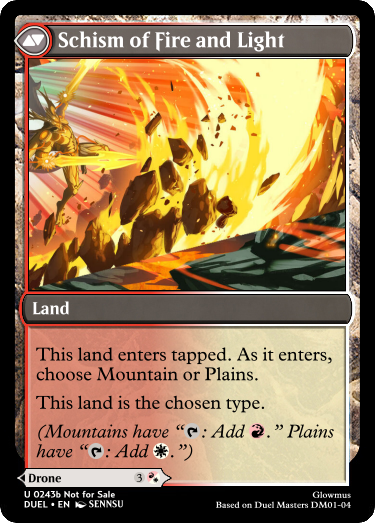 Schism of Fire and Light
Land
This land enters tapped. As it enters,
choose Mountain or Plains.
This land is the chosen type.
(Mountains have “: Add .” Plains
have “: Add .”)
Drone 3
U 0243b Not for Sale
DUEL • EN SENNSU
Glowmus
Based on Duel Masters DM01-04